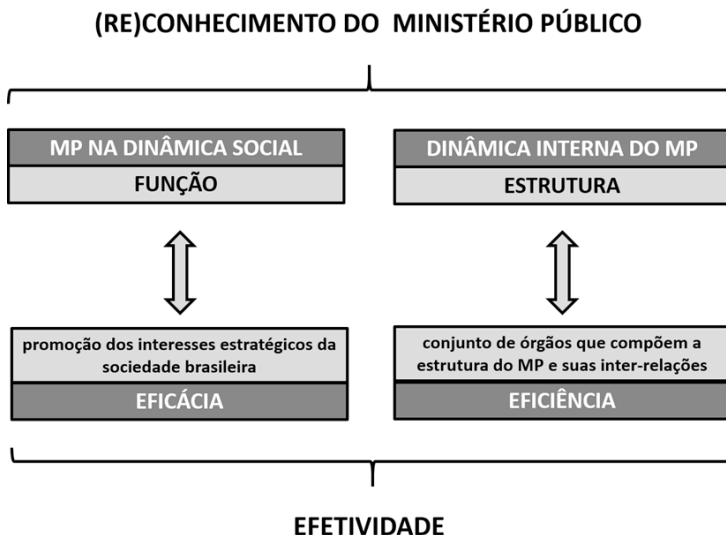 (RE)CONHECIMENTO DO MINISTÉRIO PÚBLICO
MP NA DINÂMICA SOCIAL
FUNÇÃO
promoção dos interesses estratégicos da
sociedade brasileira
EFICÁCIA
DINÂMICA INTERNA DO MP
ESTRUTURA
conjunto de órgãos que compõem a
estrutura do MP e suas inter-relações
EFICIÊNCIA
EFETIVIDADE